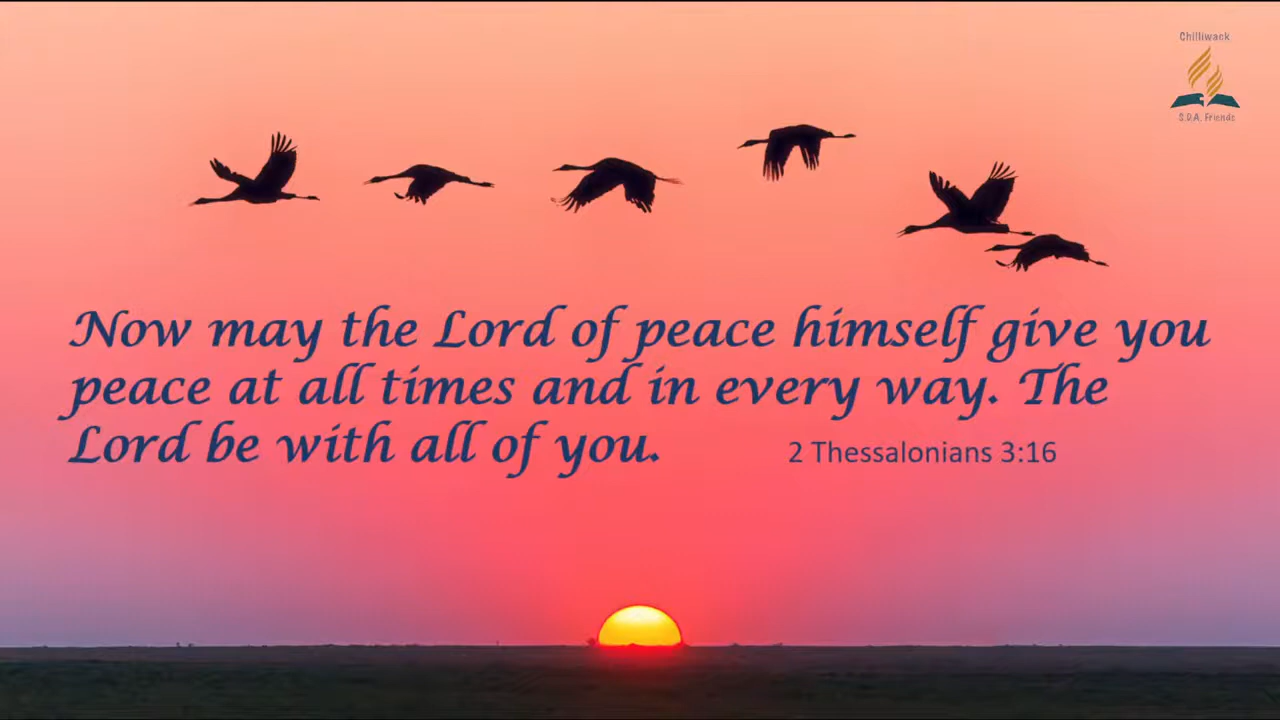 Chilliwack
S.D.A. Friends
Now may the Lord of peace himself give you
peace at all times and in every way. The
Lord be with all of you. 2 Thessalonians 3:16